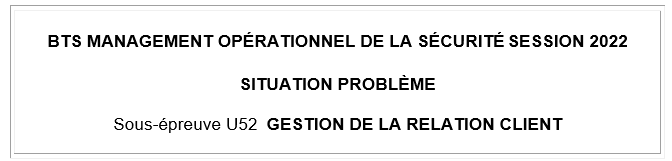 BTS MANAGEMENT OPÉRATIONNEL DE LA SÉCURITÉ SESSION 2022
SITUATION PROBLÈME
Sous-épreuve U52 GESTION DE LA RELATION CLIENT